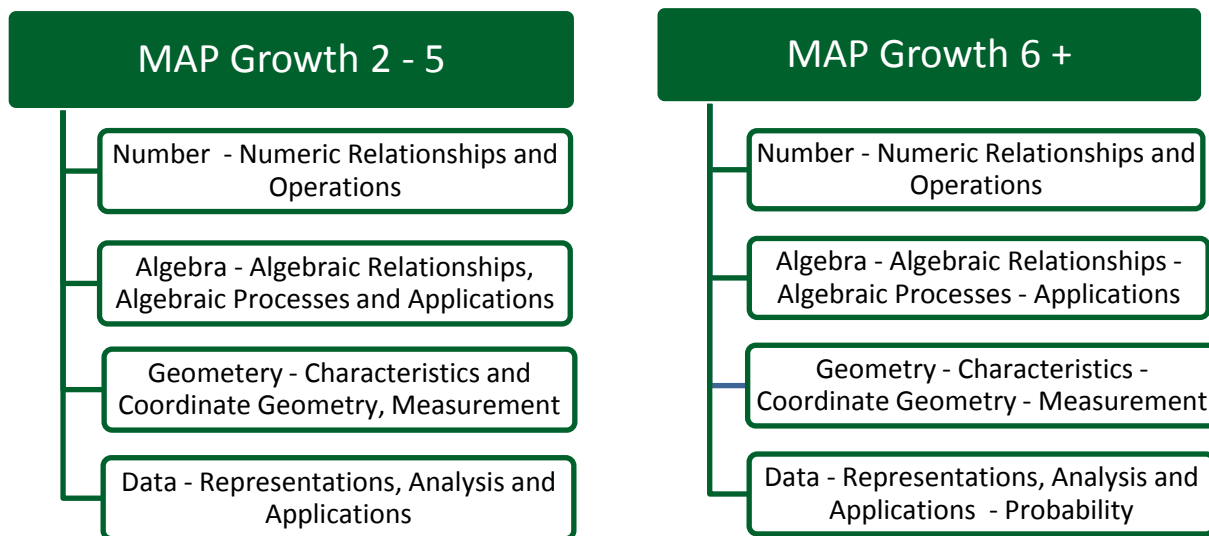 MAP Growth 2 - 5
Number - Numeric Relationships and
Operations
Algebra - Algebraic Relationships,
Algebraic Processes and Applications
Geometery - Characteristics and
Coordinate Geometry, Measurement
Data - Representations, Analysis and
Applications
MAP Growth 6 +
Number - Numeric Relationships and
Operations
Algebra - Algebraic Relationships -
Algebraic Processes - Applications
Geometry - Characteristics -
Coordinate Geometry - Measurement
Data - Representations, Analysis and
Applications - Probability